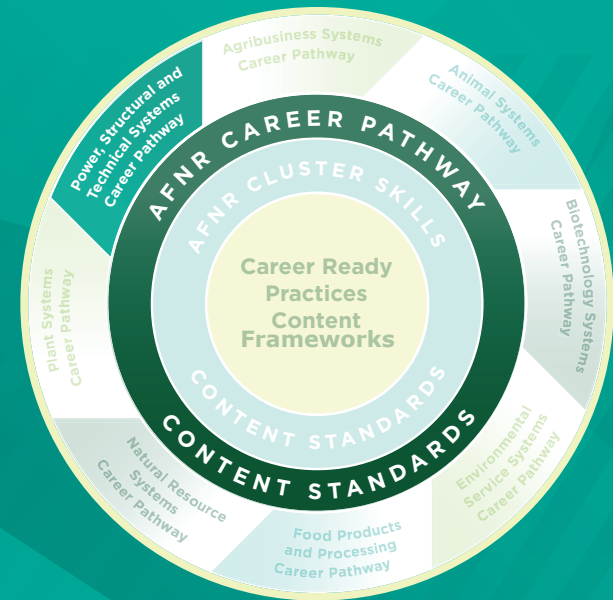 Agribusiness Systems
Career Pathway
Animal Systems
Career Pathway
Biotechnology Systems
Career Pathway
Environmental
Service Systems
Career Pathway
Food Products
and Processing
Career Pathway
Natural Resource
Systems
Career Pathway
Plant Systems
Career Pathway
Power, Structural and
Technical Systems
Career Pathway
AFNR CAREER PATHWAY
CONTENT STANDARDS
AFNR CLUSTER SKILLS
CONTENT STANDARDS
Career Ready
Practices
Content
Frameworks